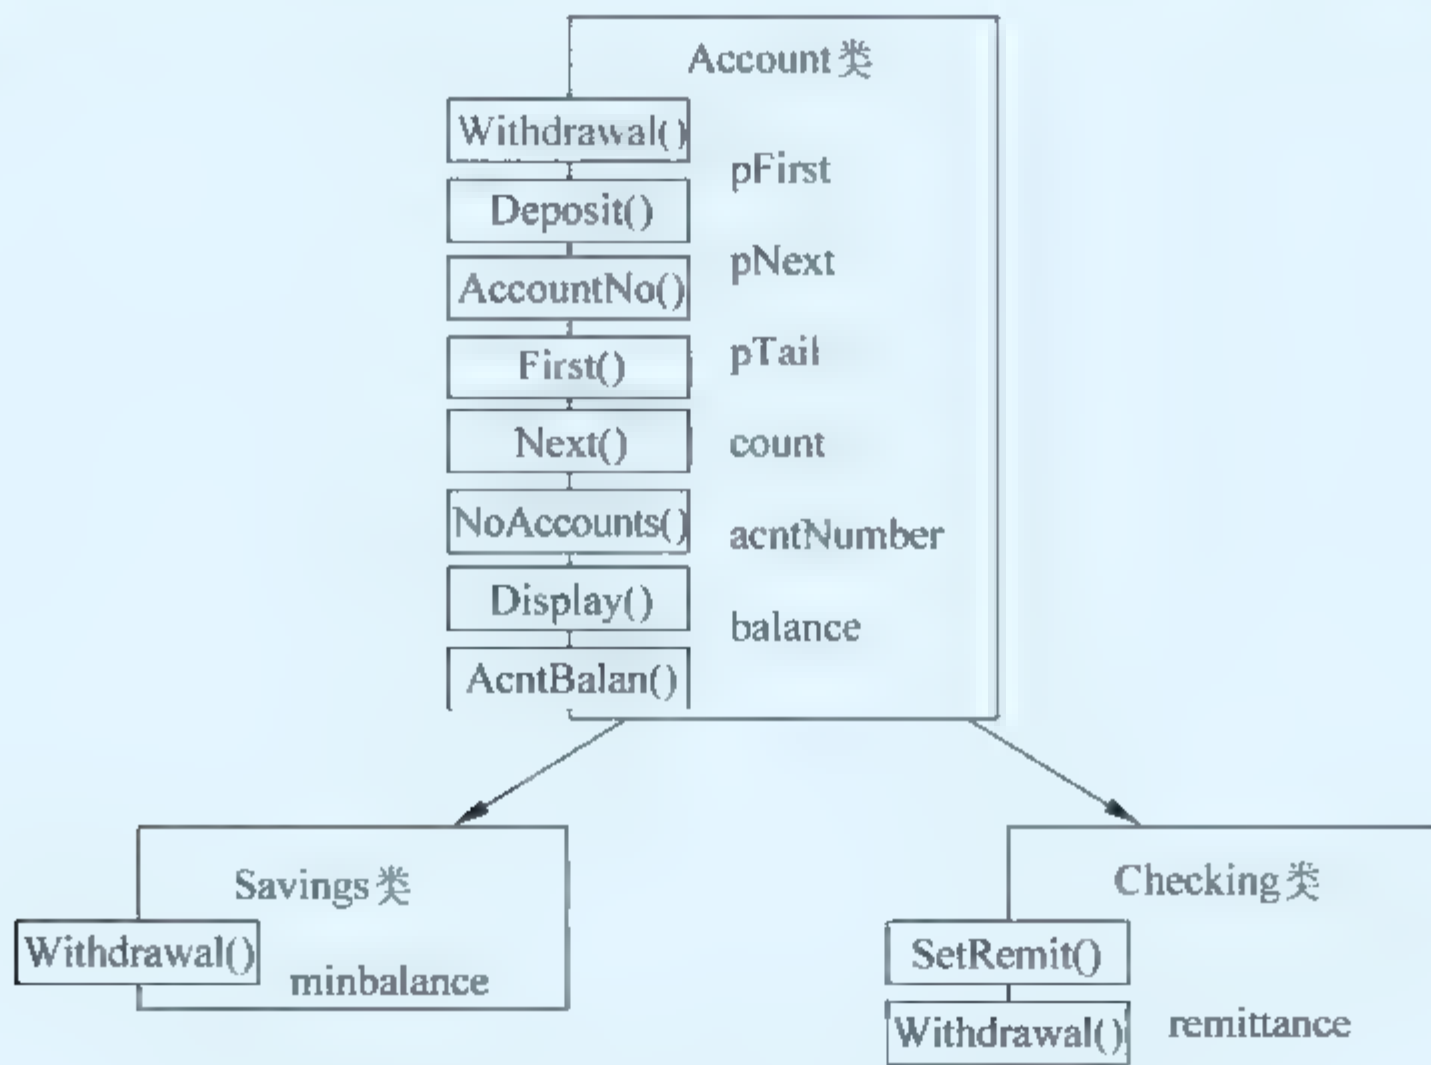 Account类
Withdrawal()
pFirst
Deposit()
pNext
AccountNo()
pTail
First()
Next()
count
NoAccounts()
acntNumber
Display()
balance
AcntBalan()
Savings类
Withdrawal()
minbalance
Checking类
SetRemit()
Withdrawal()
remittance